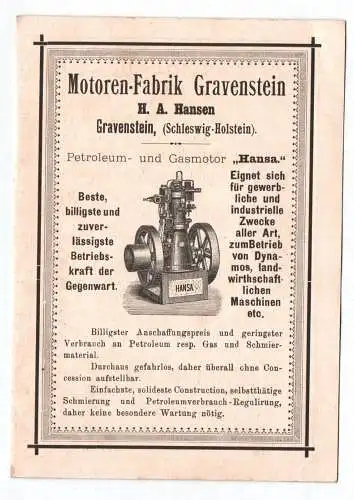 Motoren-Fabrik Gravenstein
H. A. Hansen
Gravenstein, (Schleswig-Holstein).
Petroleum- und Gasmotor „Hansa.“
Beste,
billigste und
zuver-
lässigste
Betriebs-
kraft der
Gegenwart.
HANSA
Eignet sich
für gewerb-
liche und
industrielle
Zwecke
aller Art,
zumBetrieb
von Dyna-
mos, land-
wirthschaft-
lichen
Maschinen
etc.
Billigster Anschaffungspreis und geringster
Verbrauch an Petroleum resp. Gas und Schmier-
material.
Durchaus gefahrlos, daher überall ohne Con-
cession aufstellbar.
Einfachste, solideste Construction, selbstthätige
Schmierung und Petroleumverbrauch-Regulirung,
daher keine besondere Wartung nötig.